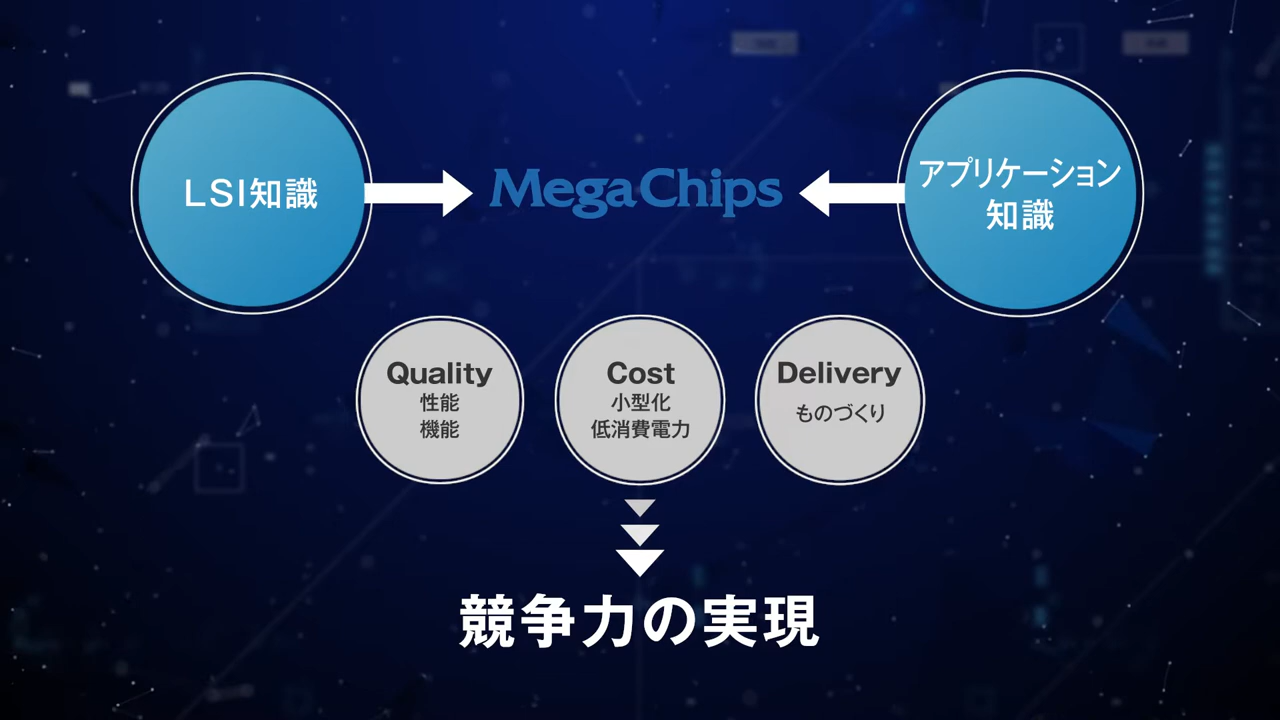 LSI知識
MegaChips
アプリケーション
知識
Quality
性能
機能
Cost
小型化
低消費電力
Delivery
ものづくり
競争力の実現